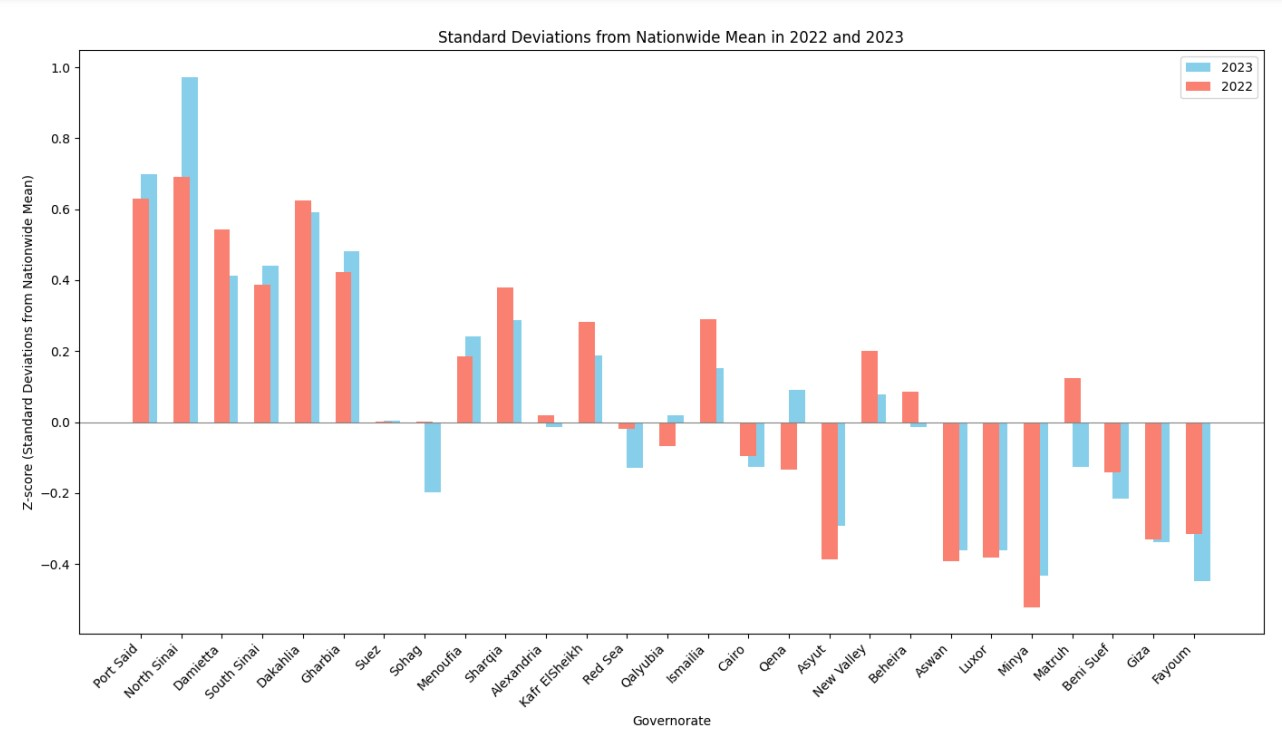 Standard Deviations from Nationwide Mean in 2022 and 2023
2023
2022
1.0
0.8
0.6
0.4
0.2
0.0
−0.2
−0.4
Z-score (Standard Deviations from Nationwide Mean)
Port Said
North Sinai
Damietta
South Sinai
Dakahlia
Gharbia
Suez
Sohag
Menoufia
Sharqia
Alexandria
Kafr ElSheikh
Red Sea
Qalyubia
Ismailia
Cairo
Qena
Asyut
New Valley
Beheira
Aswan
Luxor
Minya
Matruh
Beni Suef
Giza
Fayoum
Governorate